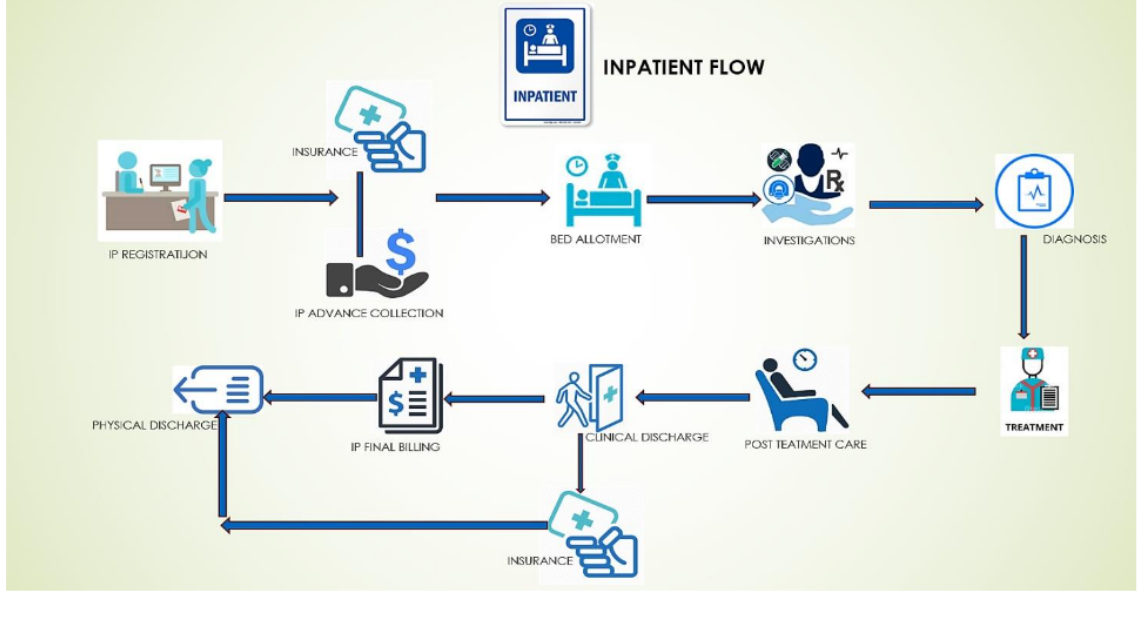 INPATIENT
INPATIENT FLOW
INSURANCE
IP REGISTRATIJON
IP ADVANCE COLLECTION
BED ALLOTMENT
INVESTIGATIONS
DIAGNOSIS
TREATMENT
POST TEATMENT CARE
CLINICAL DISCHARGE
IP FINAL BILLING
PHYSICAL DISCHARGE
INSURANCE